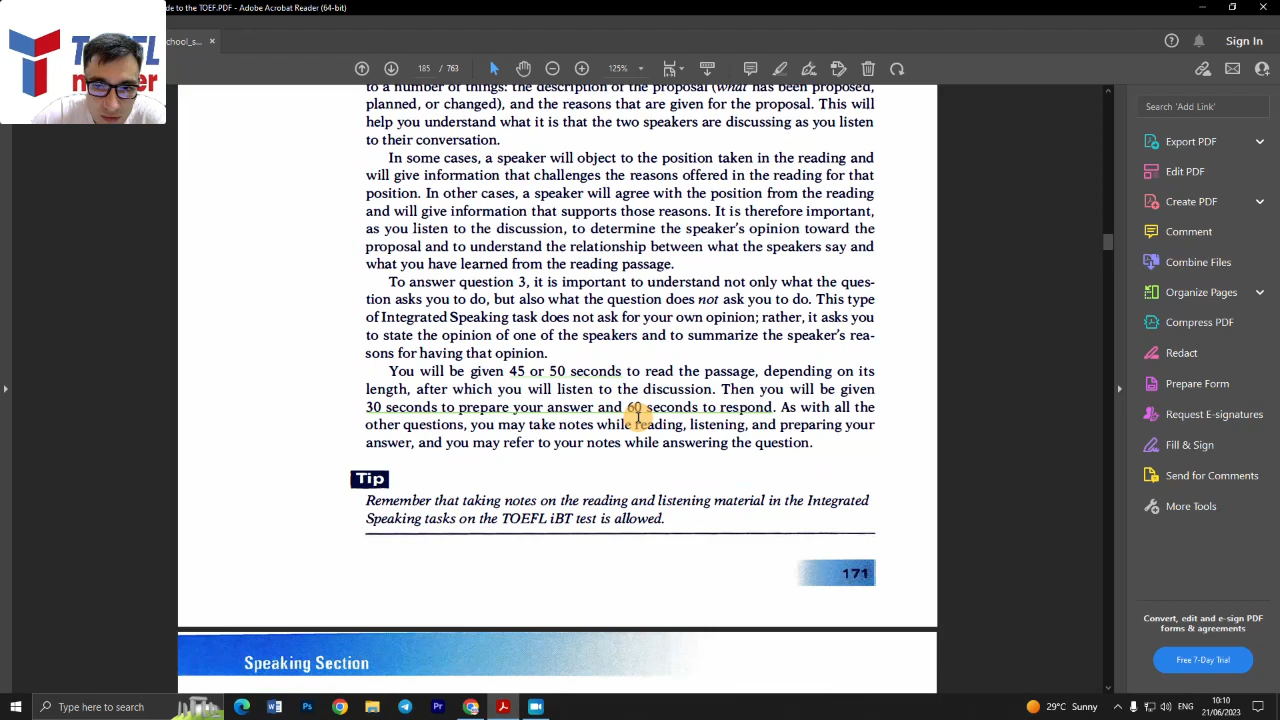 de to the TOEF.PDF - Adobe Acrobat Reader (64-bit)
chool_s...
Sign In
185 / 763
125%
to a number of things: the description of the proposal (what has been proposed,
planned, or changed), and the reasons that are given for the proposal. This will
help you understand what it is that the two speakers are discussing as you listen
to their conversation.
In some cases, a speaker will object to the position taken in the reading and
will give information that challenges the reasons offered in the reading for that
position. In other cases, a speaker will agree with the position from the reading
and will give information that supports those reasons. It is therefore important,
as you listen to the discussion, to determine the speaker's opinion toward the
proposal and to understand the relationship between what the speakers say and
what you have learned from the reading passage.
To answer question 3, it is important to understand not only what the ques-
tion asks you to do, but also what the question does not ask you to do. This type
of Integrated Speaking task does not ask for your own opinion; rather, it asks you
to state the opinion of one of the speakers and to summarize the speaker's rea-
sons for having that opinion.
You will be given 45 or 50 seconds to read the passage, depending on its
length, after which you will listen to the discussion. Then you will be given
30 seconds to prepare your answer and 60 seconds to respond. As with all the
other questions, you may take notes while reading, listening, and preparing your
answer, and you may refer to your notes while answering the question.
Tip
Remember that taking notes on the reading and listening material in the Integrated
Speaking tasks on the TOEFL iBT test is allowed.
171
Speaking Section
Search 'Add Link'
Export PDF
Edit PDF
Create PDF
Comment
Combine Files
Organize Pages
Compress PDF
Redact
Prepare Form
Request E-signatures
Fill & Sign
Send for Comments
More Tools
Convert, edit and e-sign PDF
forms & agreements
Free 7-Day Trial
Type here to search
29°C Sunny
ENG
10:10
21/06/2023